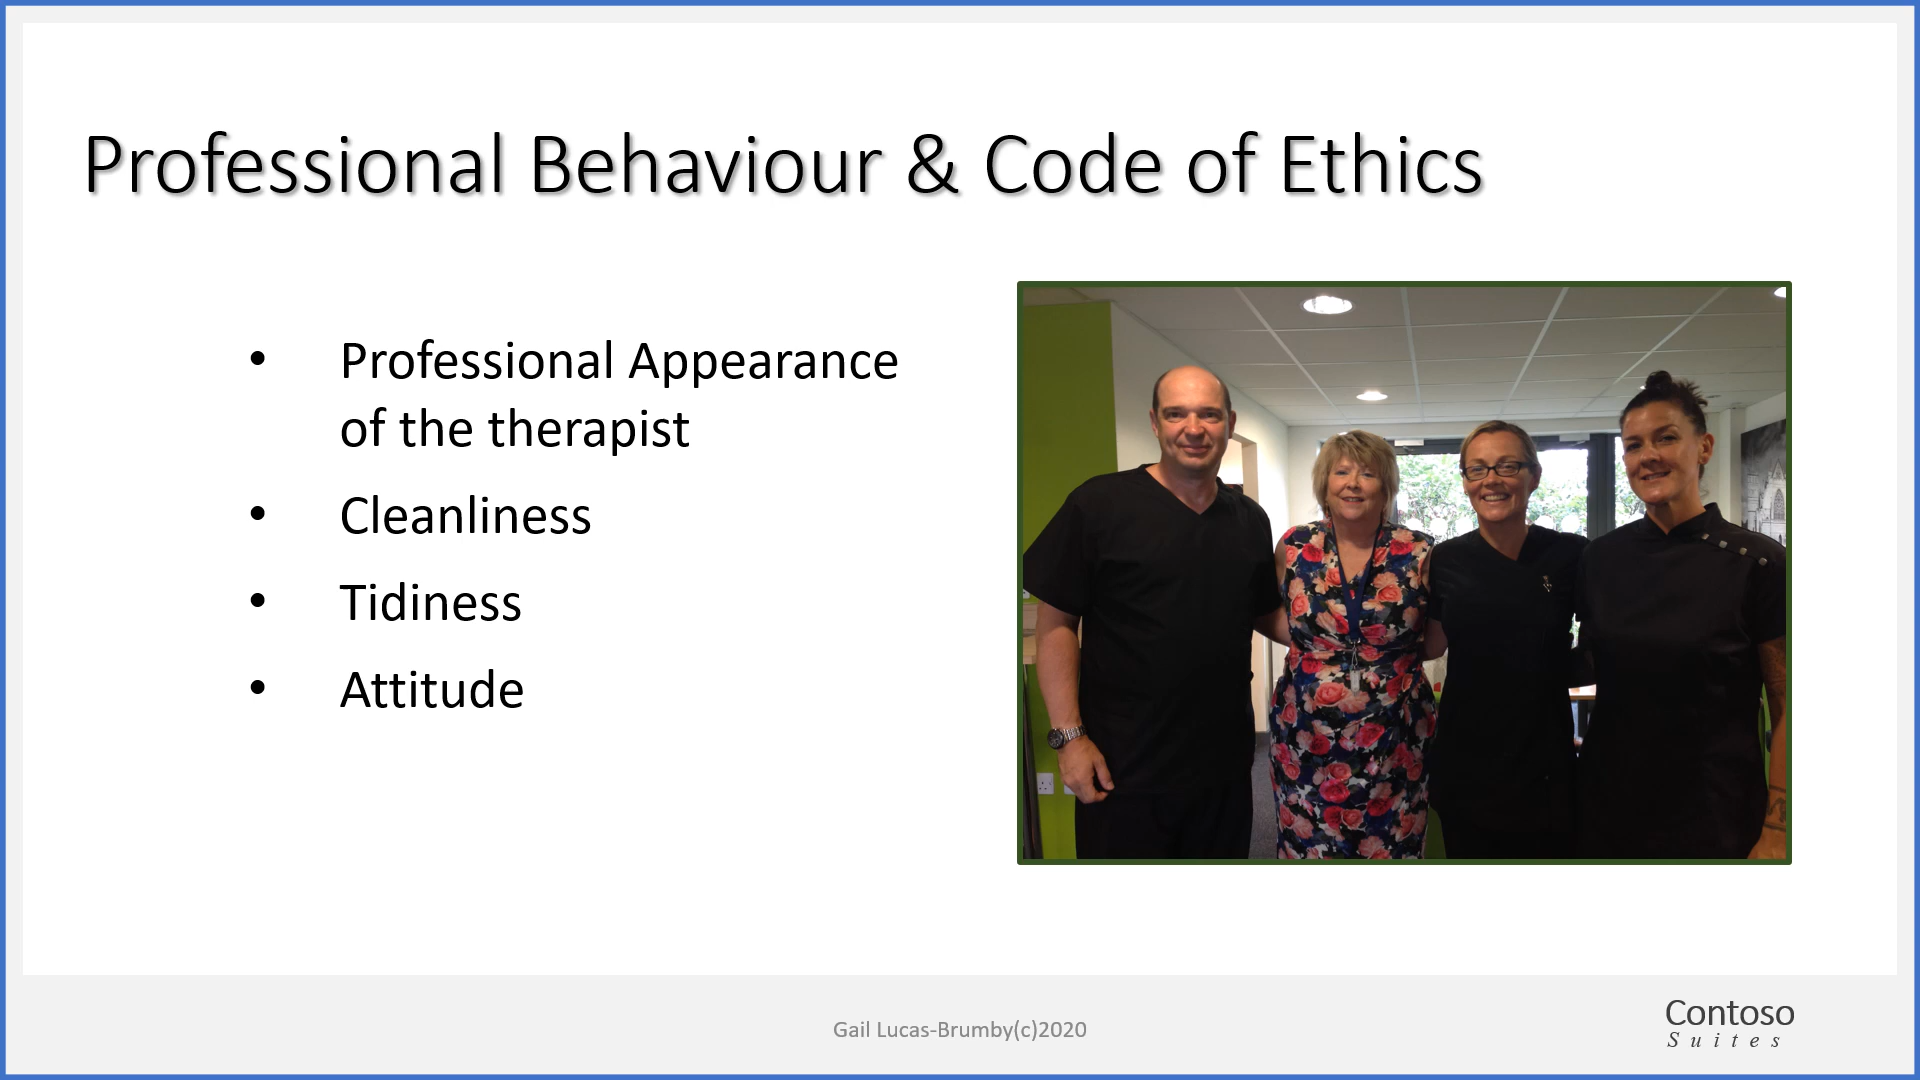 Professional Behaviour & Code of Ethics
• Professional Appearance
of the therapist
• Cleanliness
• Tidiness
• Attitude
Gail Lucas-Brumby(c)2020
Contoso
Suites